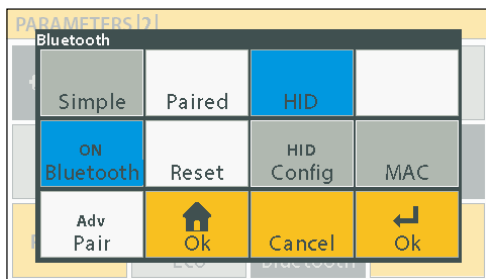 PARAMETERS|2|
Bluetooth
Simple
Paired
HID
ON
Bluetooth
Reset
HID
Config
MAC
Adv
Pair
Ok
Cancel
Ok
Eco
Bluetooth